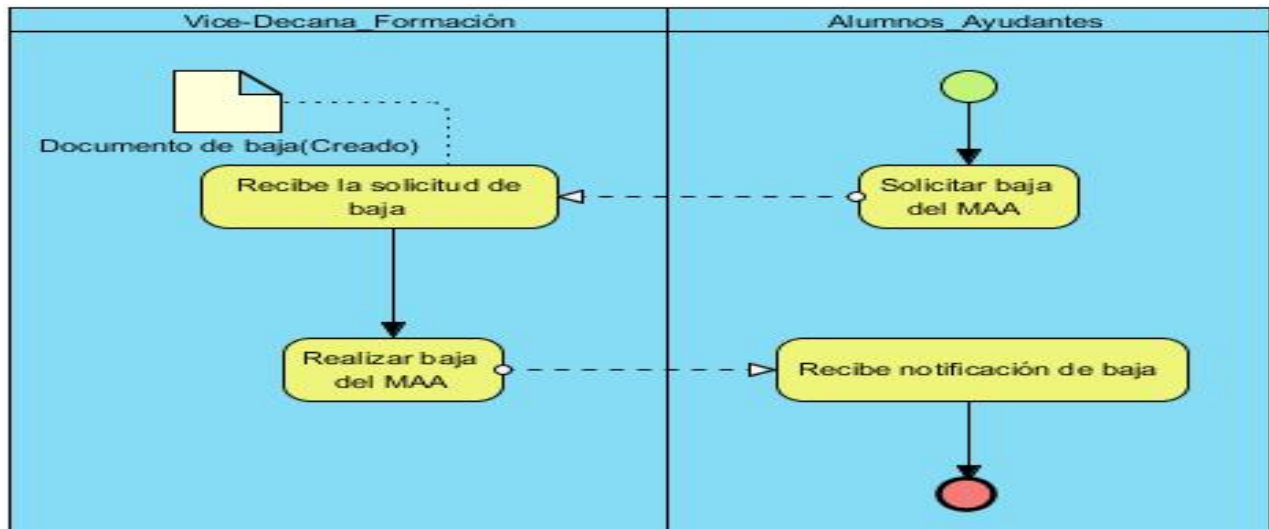 Vice-Decana_Formación
Alumnos_Ayudantes
Documento de baja(Creado)
Recibe la solicitud de
baja
Solicitar baja
del MAA
Realizar baja
del MAA
Recibe notificación de baja